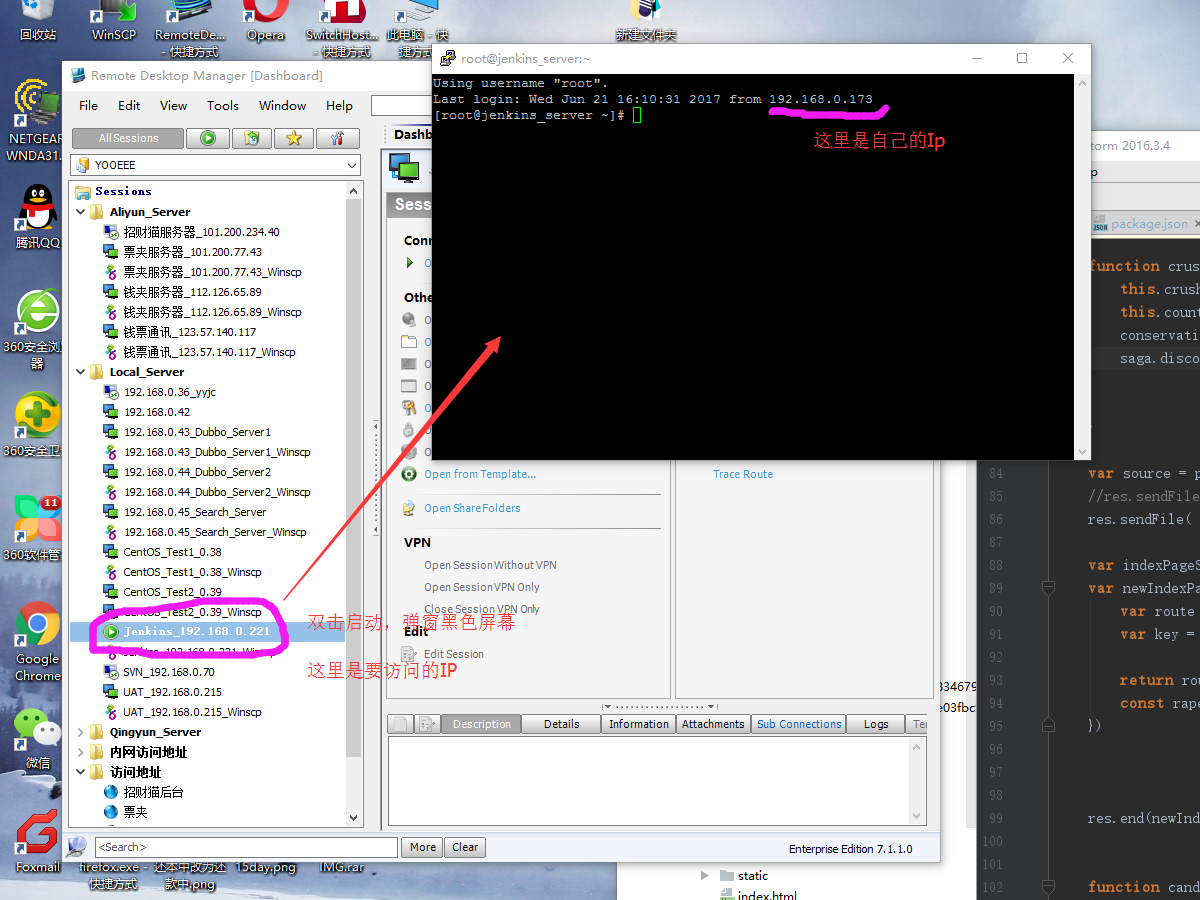 回收站
WinSCP
RemoteDe...
- 快捷方式
Opera
SwitchHost...
- 快捷方式
此电脑 - 快
捷方式
新建文件夹
NETGEAR
WNDA31.
腾讯QQ
360安全浏
器
360安全卫
11
360软件管
Google
Chrome
微信
Foxmail
firefox.exe -
快捷方式
还本中改为还
款中.png
15day.png
IMG.rar
Remote Desktop Manager [Dashboard]
File Edit View Tools Window Help
All Sessions
YOOEEE
Sessions
Aliyun_Server
招财猫服务器_101.200.234.40
票夹服务器_101.200.77.43
票夹服务器_101.200.77.43_Winscp
钱夹服务器_112.126.65.89
钱夹服务器_112.126.65.89_Winscp
钱票通讯_123.57.140.117
钱票通讯_123.57.140.117_Winscp
Local_Server
192.168.0.36_yyjc
192.168.0.42
192.168.0.43_Dubbo_Server1
192.168.0.43_Dubbo_Server1_Winscp
192.168.0.44_Dubbo_Server2
192.168.0.44_Dubbo_Server2_Winscp
192.168.0.45_Search_Server
192.168.0.45_Search_Server_Winscp
CentOS_Test1_0.38
CentOS_Test1_0.38_Winscp
CentOS_Test2_0.39
CentOS_Test2_0.39_Winscp
Jenkins_192.168.0.221
SVN_192.168.0.70
UAT_192.168.0.215
UAT_192.168.0.215_Winscp
Qingyun_Server
内网访问地址
访问地址
招财猫后台
票夹
<Search>
More
Clear
Enterprise Edition 7.1.1.0
Dashb
Sess
Conn
Othe
Open from Template...
Open Share Folders
VPN
Open Session Without VPN
Open Session VPN Only
Close Session VPN Only
Edit
Edit Session
Trace Route
Description
Details
Information
Attachments
Sub Connections
Logs
Ter
root@jenkins_server:~
Using username "root".
Last login: Wed Jun 21 16:10:31 2017 from 192.168.0.173
[root@jenkins_server ~]#
这里是自己的Ip
双击启动，弹窗黑色屏幕
这里是要访问的IP
torm 2016.3.4
p
JSON
package.json
function crus
this.crush
this.count
conservati
saga.disco
84 var source = p
85 //res.sendFile
86 res.sendFile(
87
88 var indexPageS
89 var newIndexPa
90 var route
91 var key =
92
93 return rou
94 const rape
95 })
96
97
98
99 res.end(newInd
100
101
102 function cand
334679
e03fbc
static
index.html